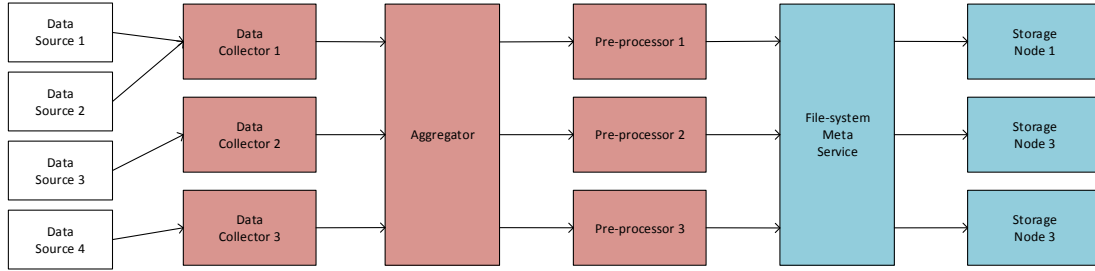 Data
Source 1
Data
Source 2
Data
Source 3
Data
Source 4
Data
Collector 1
Data
Collector 2
Data
Collector 3
Aggregator
Pre-processor 1
Pre-processor 2
Pre-processor 3
File-system
Meta
Service
Storage
Node 1
Storage
Node 3
Storage
Node 3